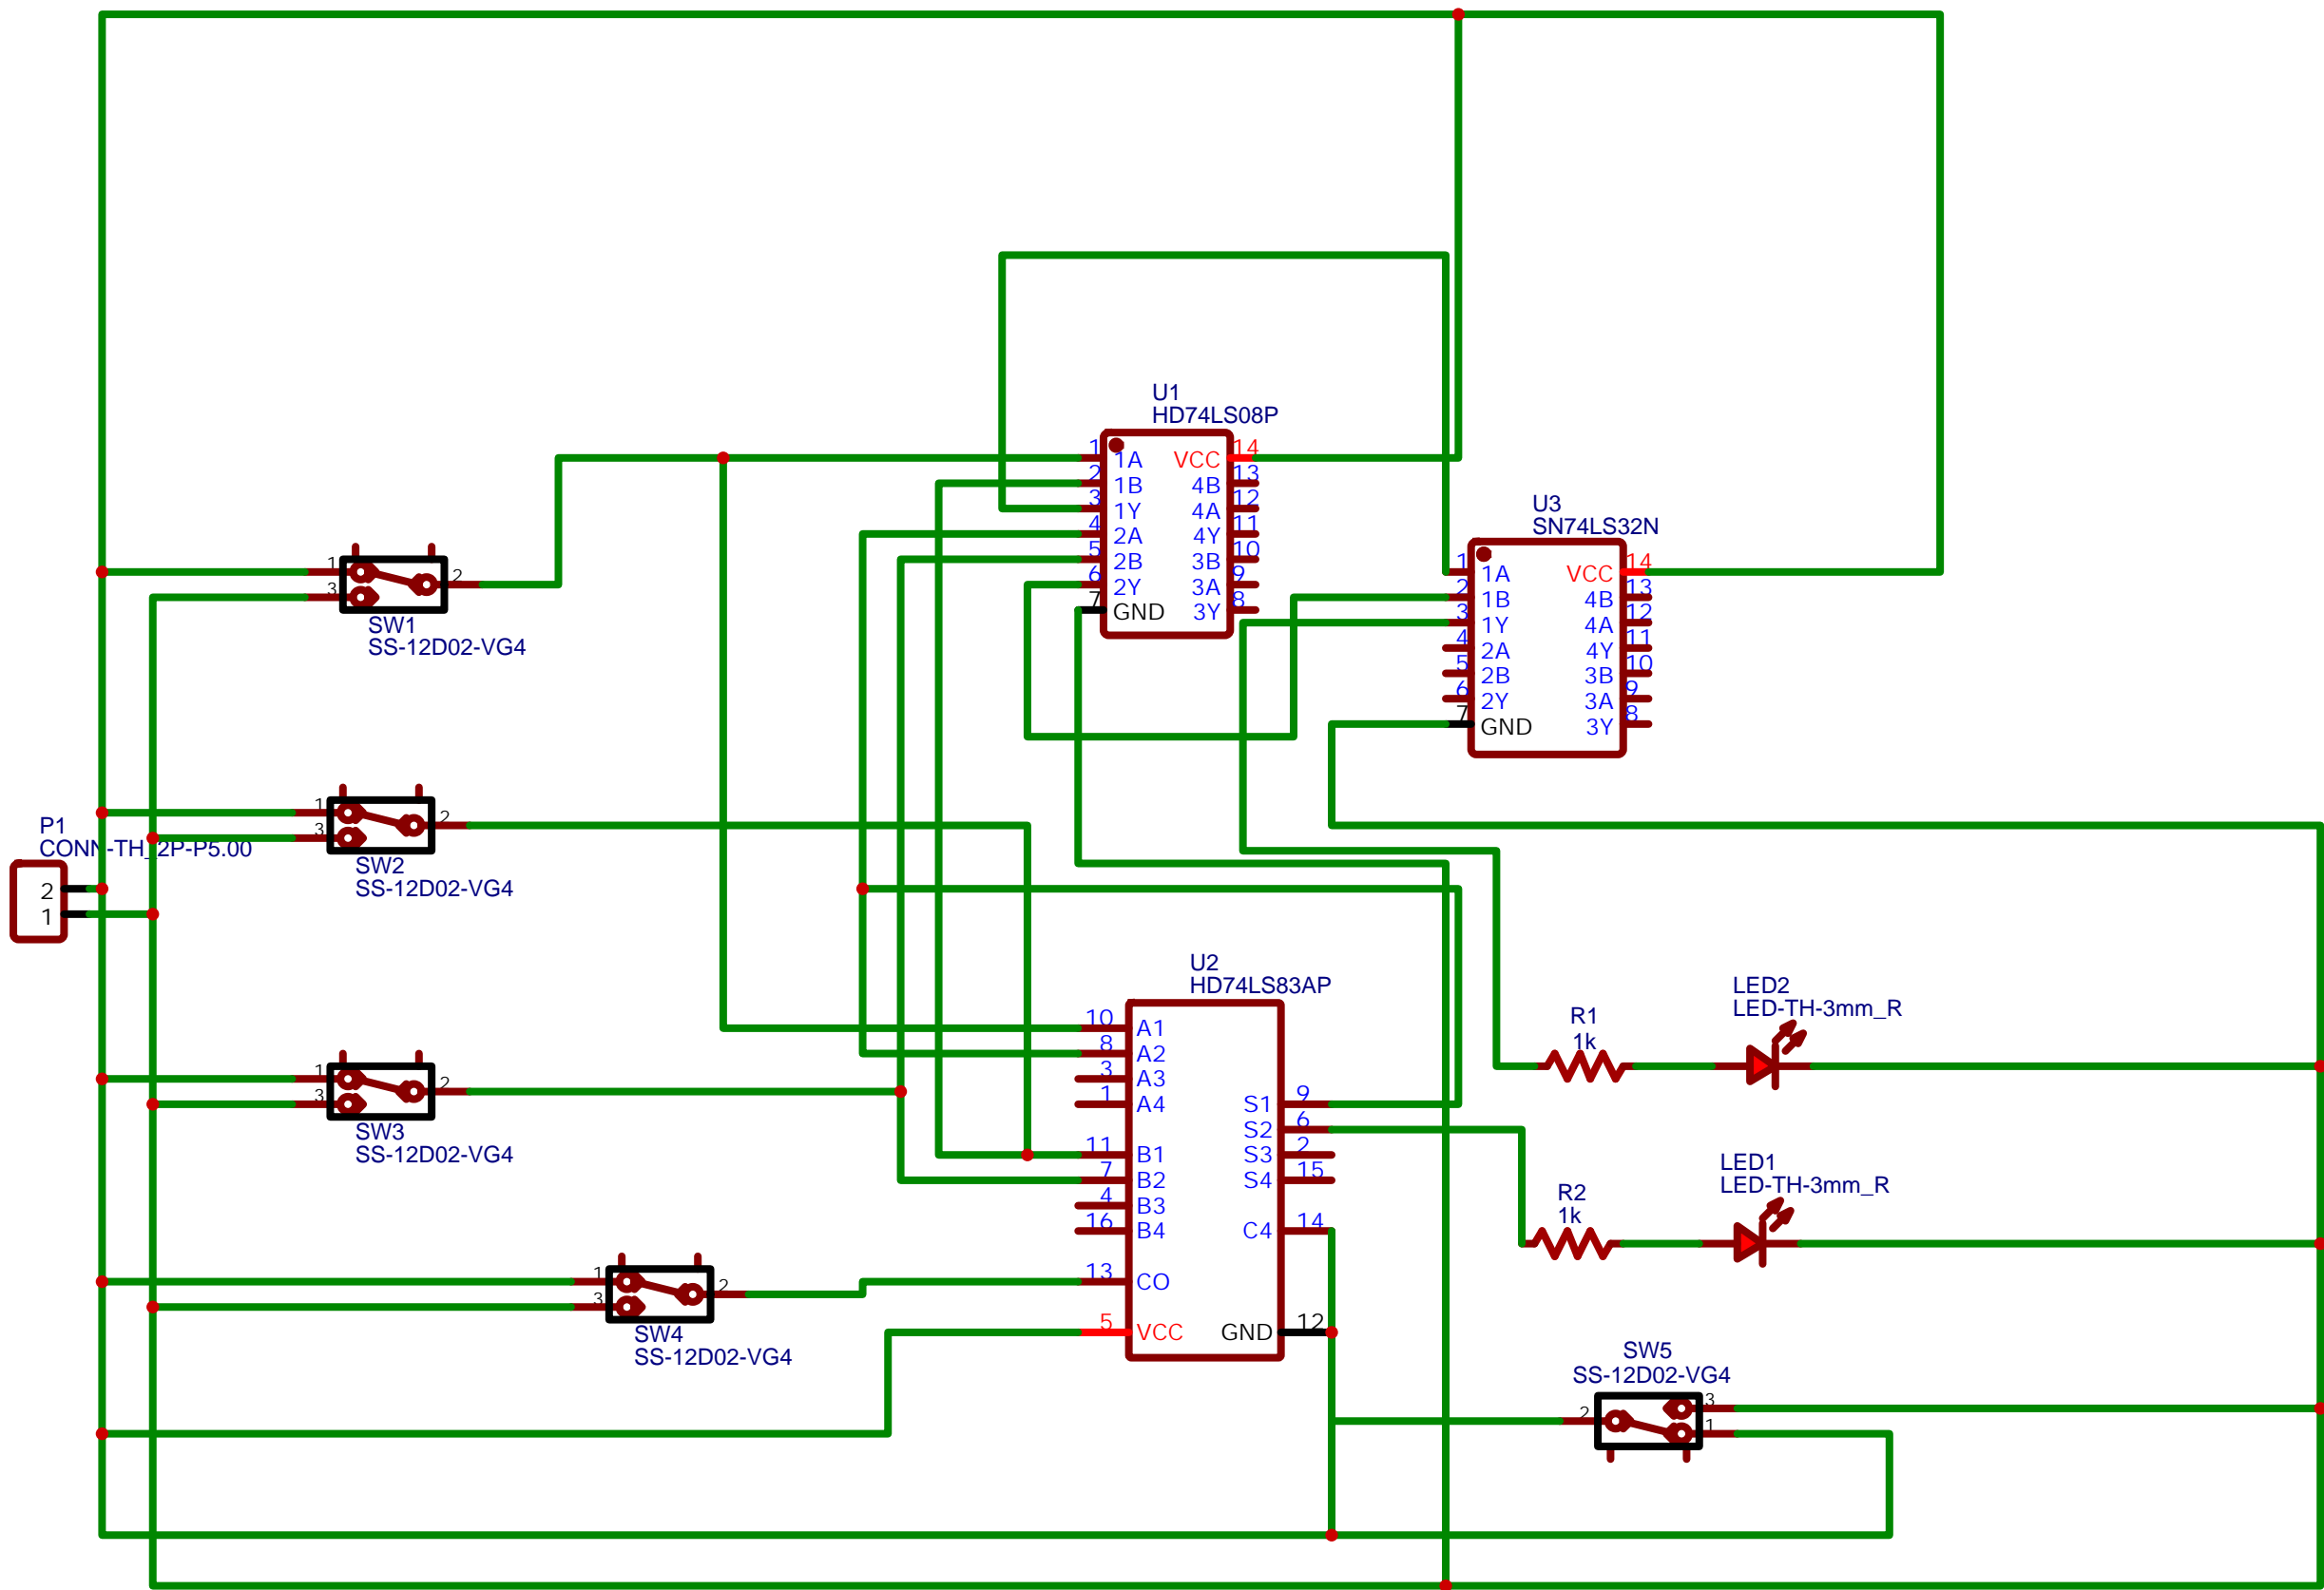 U1
HD74LS08P
1 1A VCC 14
2 1B 4B 13
3 1Y 4A 12
4 2A 4Y 11
5 2B 3B 10
6 2Y 3A 9
7 GND 3Y 8
U3
SN74LS32N
1 1A VCC 14
2 1B 4B 13
3 1Y 4A 12
4 2A 4Y 11
5 2B 3B 10
6 2Y 3A 9
7 GND 3Y 8
1 2
3
SW1
SS-12D02-VG4
1 2
3
SW2
SS-12D02-VG4
P1
CONN-TH_2P-P5.00
2
1
U2
HD74LS83AP
10 A1
8 A2
3 A3
1 A4 S1 9
S2 6
11 B1 S3 2
7 B2 S4 15
4 B3
16 B4 C4 14
13 CO
5 VCC GND 12
LED2
LED-TH-3mm_R
R1
1k
1 2
3
SW3
SS-12D02-VG4
LED1
LED-TH-3mm_R
R2
1k
1 2
3
SW4
SS-12D02-VG4
SW5
SS-12D02-VG4
3
2 1